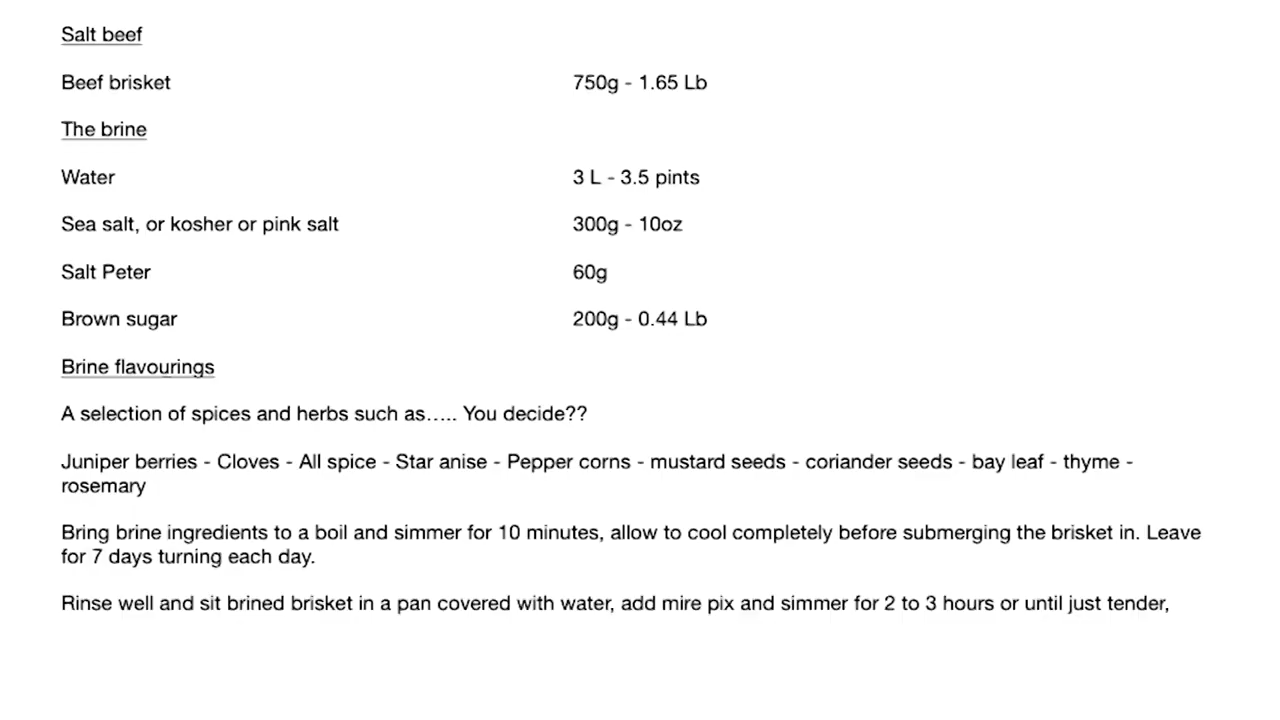 Salt beef
Beef brisket 750g - 1.65 Lb
The brine
Water 3 L - 3.5 pints
Sea salt, or kosher or pink salt 300g - 10oz
Salt Peter 60g
Brown sugar 200g - 0.44 Lb
Brine flavourings
A selection of spices and herbs such as….. You decide??
Juniper berries - Cloves - All spice - Star anise - Pepper corns - mustard seeds - coriander seeds - bay leaf - thyme -
rosemary
Bring brine ingredients to a boil and simmer for 10 minutes, allow to cool completely before submerging the brisket in. Leave
for 7 days turning each day.
Rinse well and sit brined brisket in a pan covered with water, add mire pix and simmer for 2 to 3 hours or until just tender,